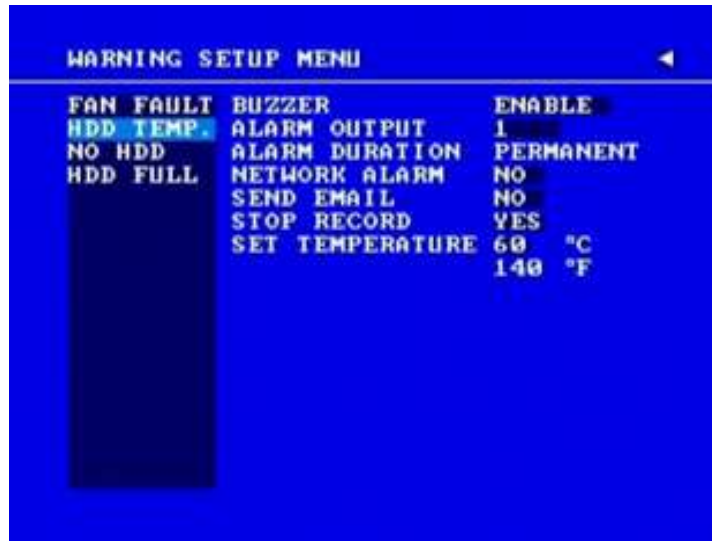 WARNING SETUP MENU
FAN FAULT BUZZER ENABLE
HDD TEMP. ALARM OUTPUT 1
NO HDD ALARM DURATION PERMANENT
HDD FULL NETWORK ALARM NO
SEND EMAIL NO
STOP RECORD YES
SET TEMPERATURE 60 °C
140 °F